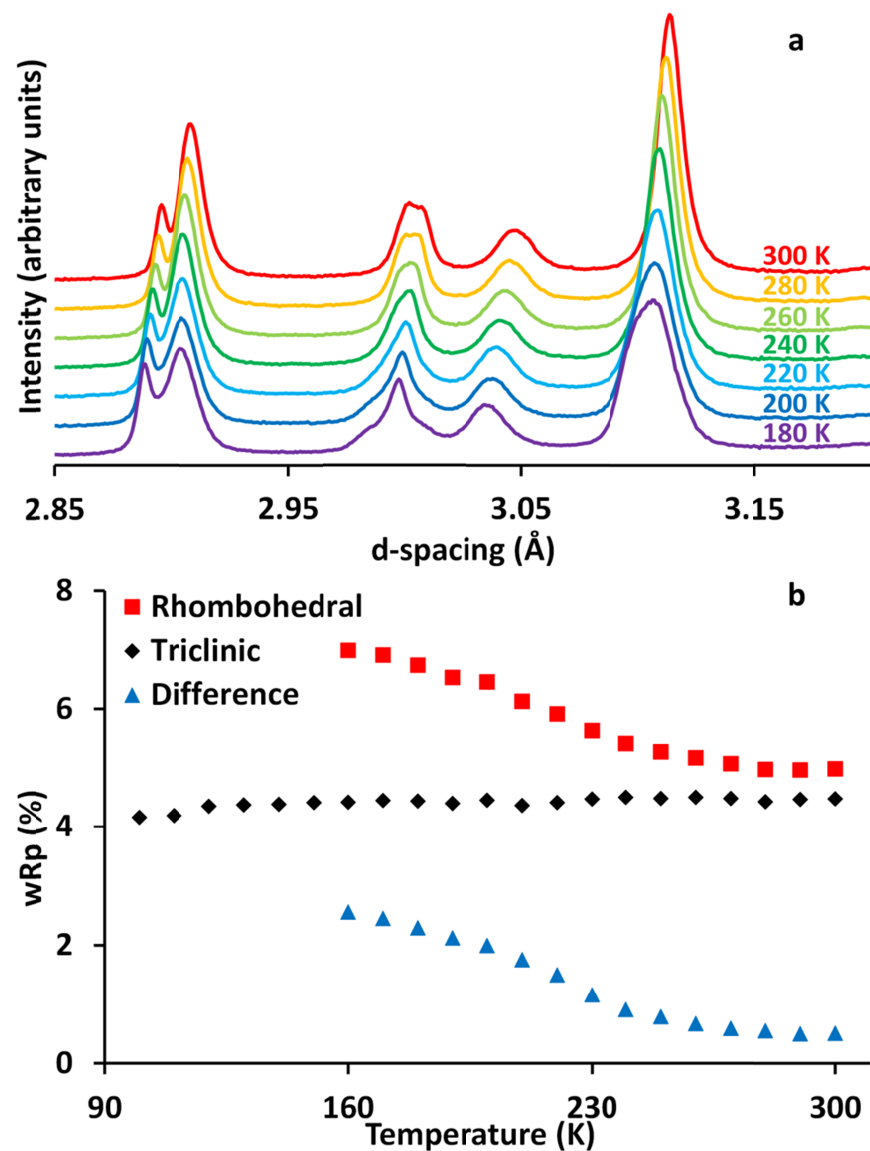 a
Intensity (arbitrary units)
300 K
280 K
260 K
240 K
220 K
200 K
180 K
2.85 2.95 3.05 3.15
d-spacing (Å)
b
8
6
4
2
0
wRp (%)
Rhombohedral
Triclinic
Difference
90 160 230 300
Temperature (K)